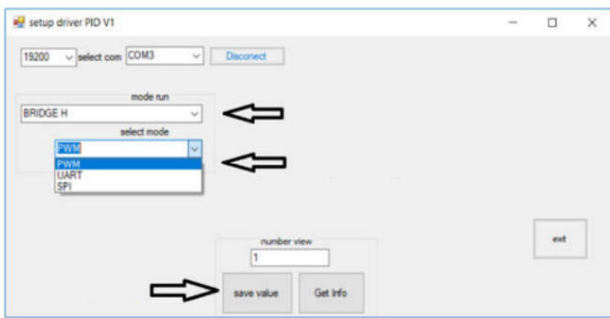 setup driver PID V1
19200 select com COM3 Disconect
mode run
BRIDGE H
select mode
PWM
PWM
UART
SPI
exit
number view
1
save value Get Info